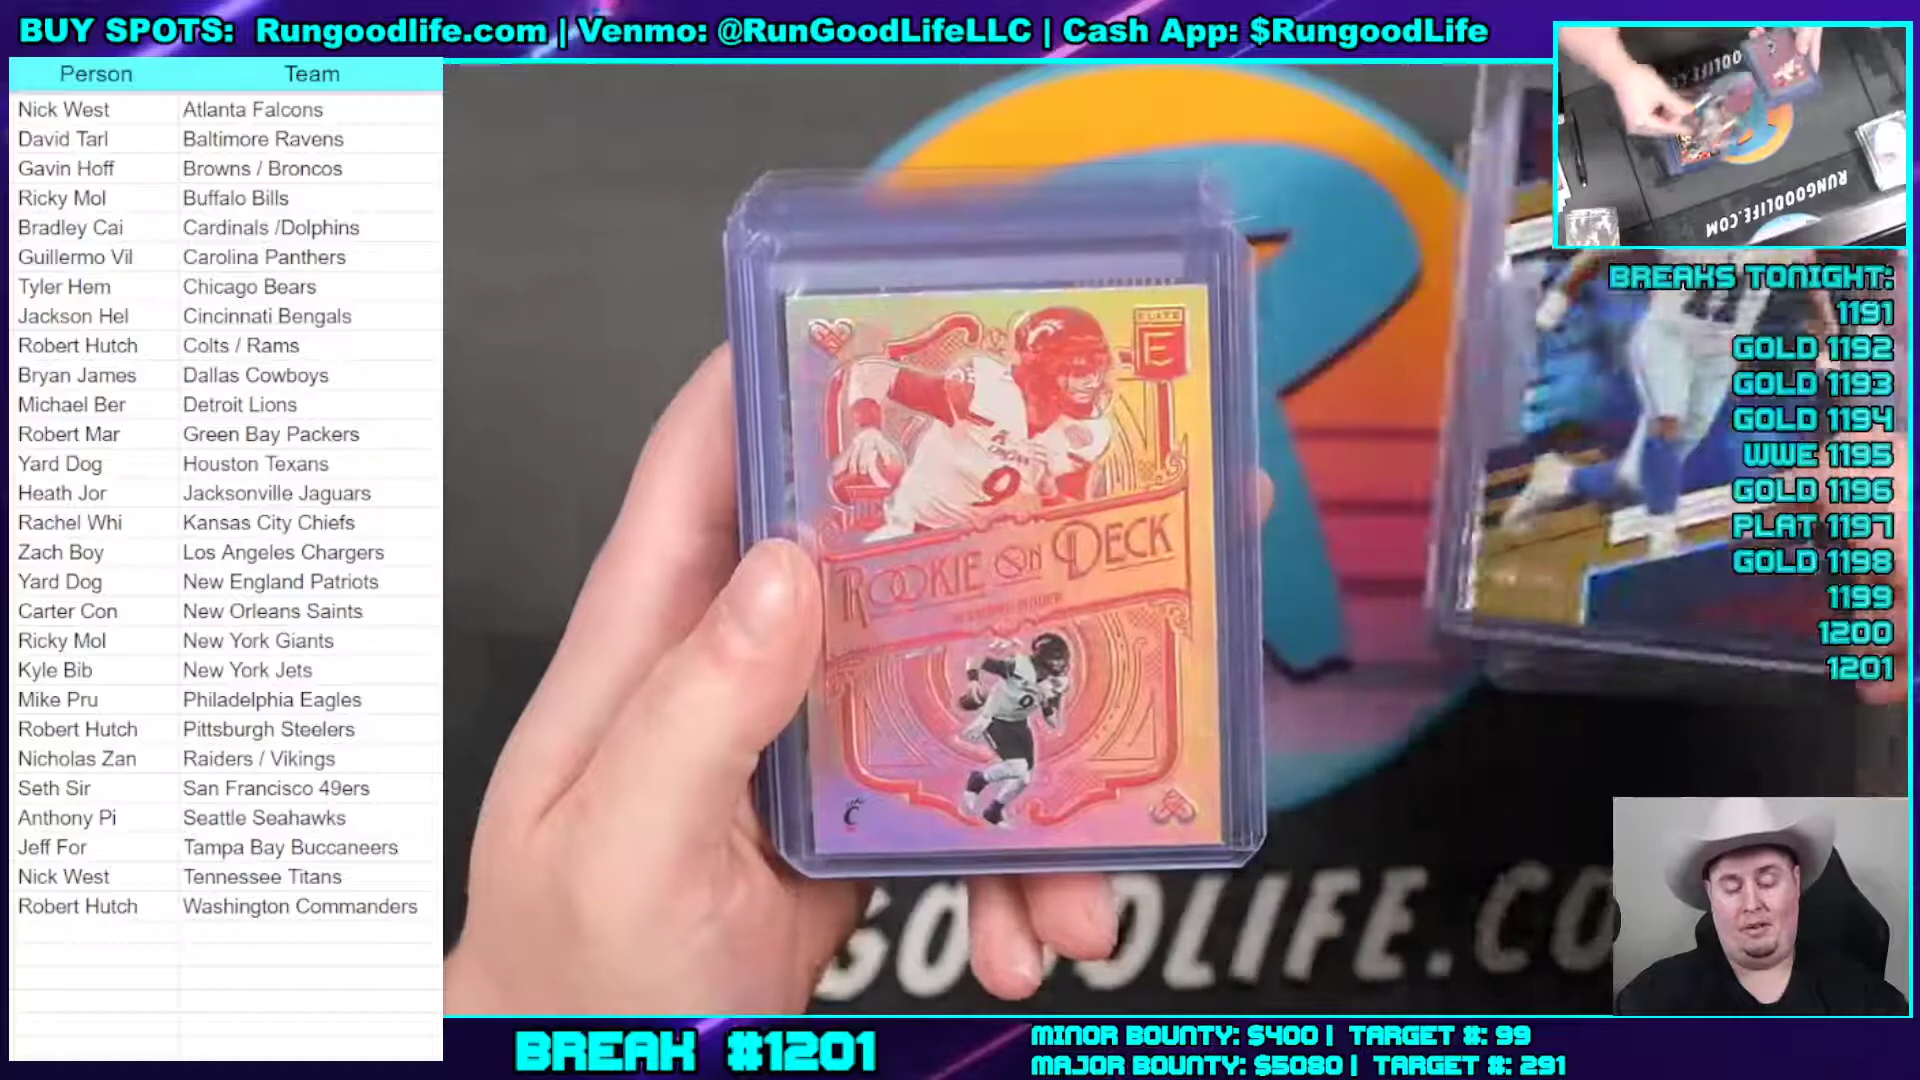 BUY SPOTS: Rungoodlife.com | Venmo: @RunGoodLifeLLC | Cash App: $RungoodLife
Person Team
Nick West Atlanta Falcons
David Tarl Baltimore Ravens
Gavin Hoff Browns / Broncos
Ricky Mol Buffalo Bills
Bradley Cai Cardinals /Dolphins
Guillermo Vil Carolina Panthers
Tyler Hem Chicago Bears
Jackson Hel Cincinnati Bengals
Robert Hutch Colts / Rams
Bryan James Dallas Cowboys
Michael Ber Detroit Lions
Robert Mar Green Bay Packers
Yard Dog Houston Texans
Heath Jor Jacksonville Jaguars
Rachel Whi Kansas City Chiefs
Zach Boy Los Angeles Chargers
Yard Dog New England Patriots
Carter Con New Orleans Saints
Ricky Mol New York Giants
Kyle Bib New York Jets
Mike Pru Philadelphia Eagles
Robert Hutch Pittsburgh Steelers
Nicholas Zan Raiders / Vikings
Seth Sir San Francisco 49ers
Anthony Pi Seattle Seahawks
Jeff For Tampa Bay Buccaneers
Nick West Tennessee Titans
Robert Hutch Washington Commanders
ELITE
E
9
ROOKIE ON DECK
C
GOODLIFE.CO
RUNGOODLIFE.COM
BREAKS TONIGHT:
1191
GOLD 1192
GOLD 1193
GOLD 1194
WWE 1195
GOLD 1196
PLAT 1197
GOLD 1198
1199
1200
1201
BREAK #1201
MINOR BOUNTY: $400 | TARGET #: 99
MAJOR BOUNTY: $5080 | TARGET #: 291